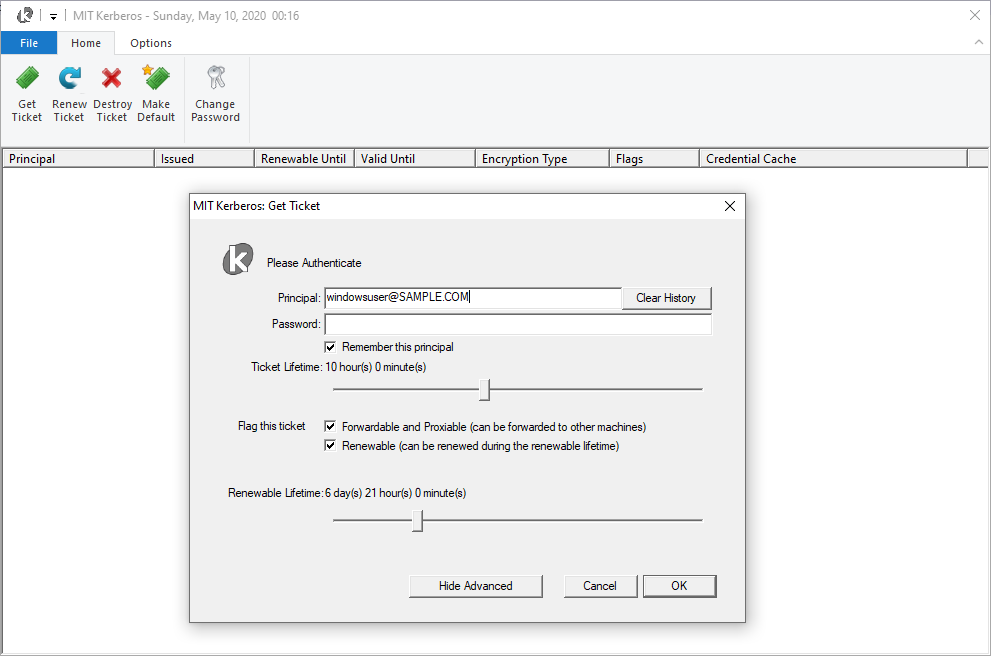 MIT Kerberos - Sunday, May 10, 2020 00:16
File Home Options
Get Ticket
Renew Ticket
Destroy Ticket
Make Default
Change Password
Principal Issued Renewable Until Valid Until Encryption Type Flags Credential Cache
MIT Kerberos: Get Ticket
Please Authenticate
Principal: windowsuser@SAMPLE.COM Clear History
Password:
Remember this principal
Ticket Lifetime: 10 hour(s) 0 minute(s)
Flag this ticket Forwardable and Proxiable (can be forwarded to other machines)
Renewable (can be renewed during the renewable lifetime)
Renewable Lifetime: 6 day(s) 21 hour(s) 0 minute(s)
Hide Advanced Cancel OK